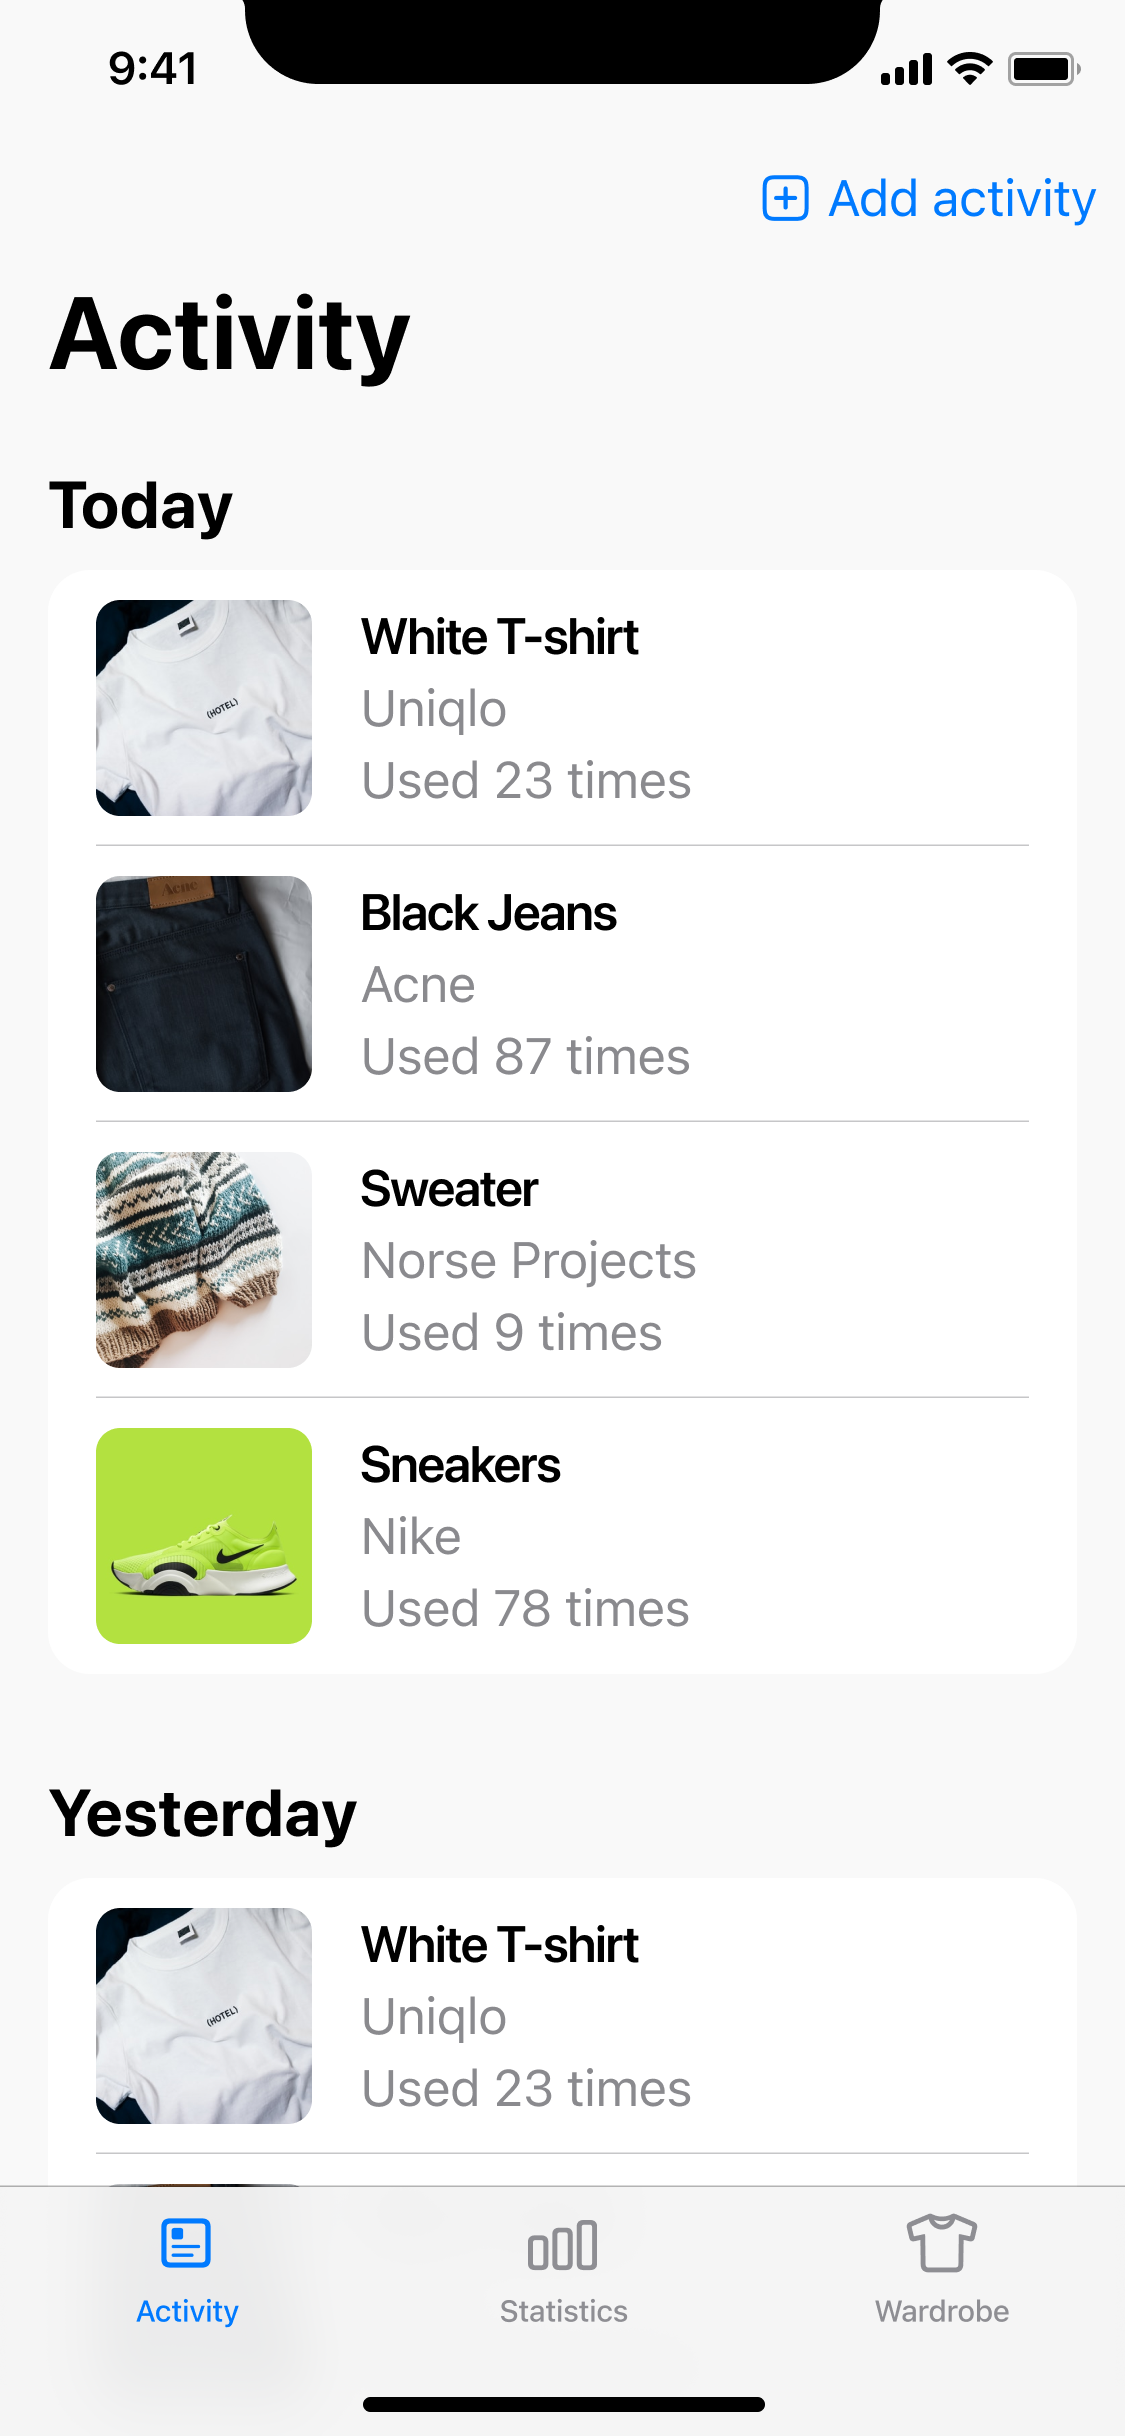 9:41
Add activity
Activity
Today
(HOTEL)
White T-shirt
Uniqlo
Used 23 times
Acne
Black Jeans
Acne
Used 87 times
Sweater
Norse Projects
Used 9 times
Sneakers
Nike
Used 78 times
Yesterday
(HOTEL)
White T-shirt
Uniqlo
Used 23 times
Activity
Statistics
Wardrobe